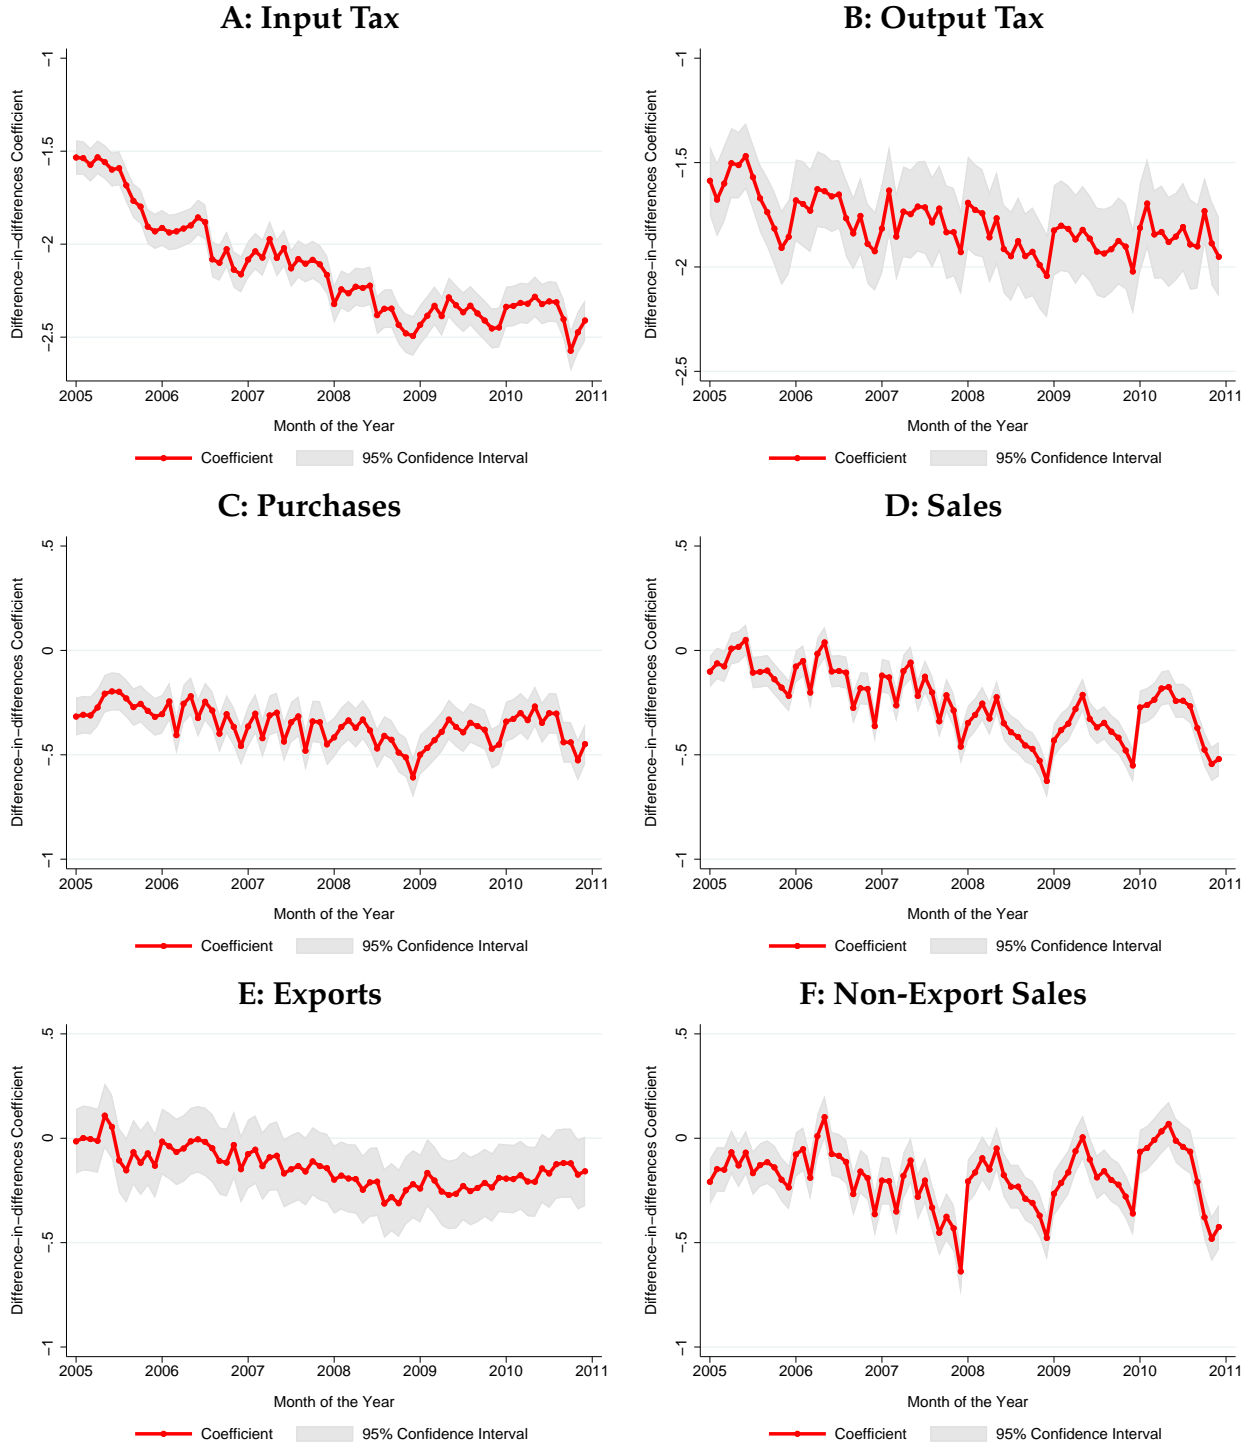 A: Input Tax
Difference−in−differences Coefficient
−1
−1.5
−2
−2.5
2005 2006 2007 2008 2009 2010 2011
Month of the Year
Coefficient 95% Confidence Interval
B: Output Tax
Difference−in−differences Coefficient
−1
−1.5
−2
−2.5
2005 2006 2007 2008 2009 2010 2011
Month of the Year
Coefficient 95% Confidence Interval
C: Purchases
Difference−in−differences Coefficient
.5
0
−.5
−1
2005 2006 2007 2008 2009 2010 2011
Month of the Year
Coefficient 95% Confidence Interval
D: Sales
Difference−in−differences Coefficient
.5
0
−.5
−1
2005 2006 2007 2008 2009 2010 2011
Month of the Year
Coefficient 95% Confidence Interval
E: Exports
Difference−in−differences Coefficient
.5
0
−.5
−1
2005 2006 2007 2008 2009 2010 2011
Month of the Year
Coefficient 95% Confidence Interval
F: Non-Export Sales
Difference−in−differences Coefficient
.5
0
−.5
−1
2005 2006 2007 2008 2009 2010 2011
Month of the Year
Coefficient 95% Confidence Interval